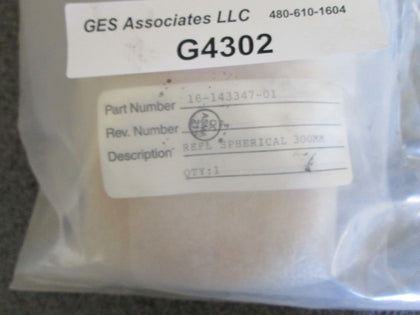 GES Associates LLC 480-610-1604
G4302
Part Number 16-143347-01
Rev. Number
Description REFL SPHERICAL 300MM
QTY:1